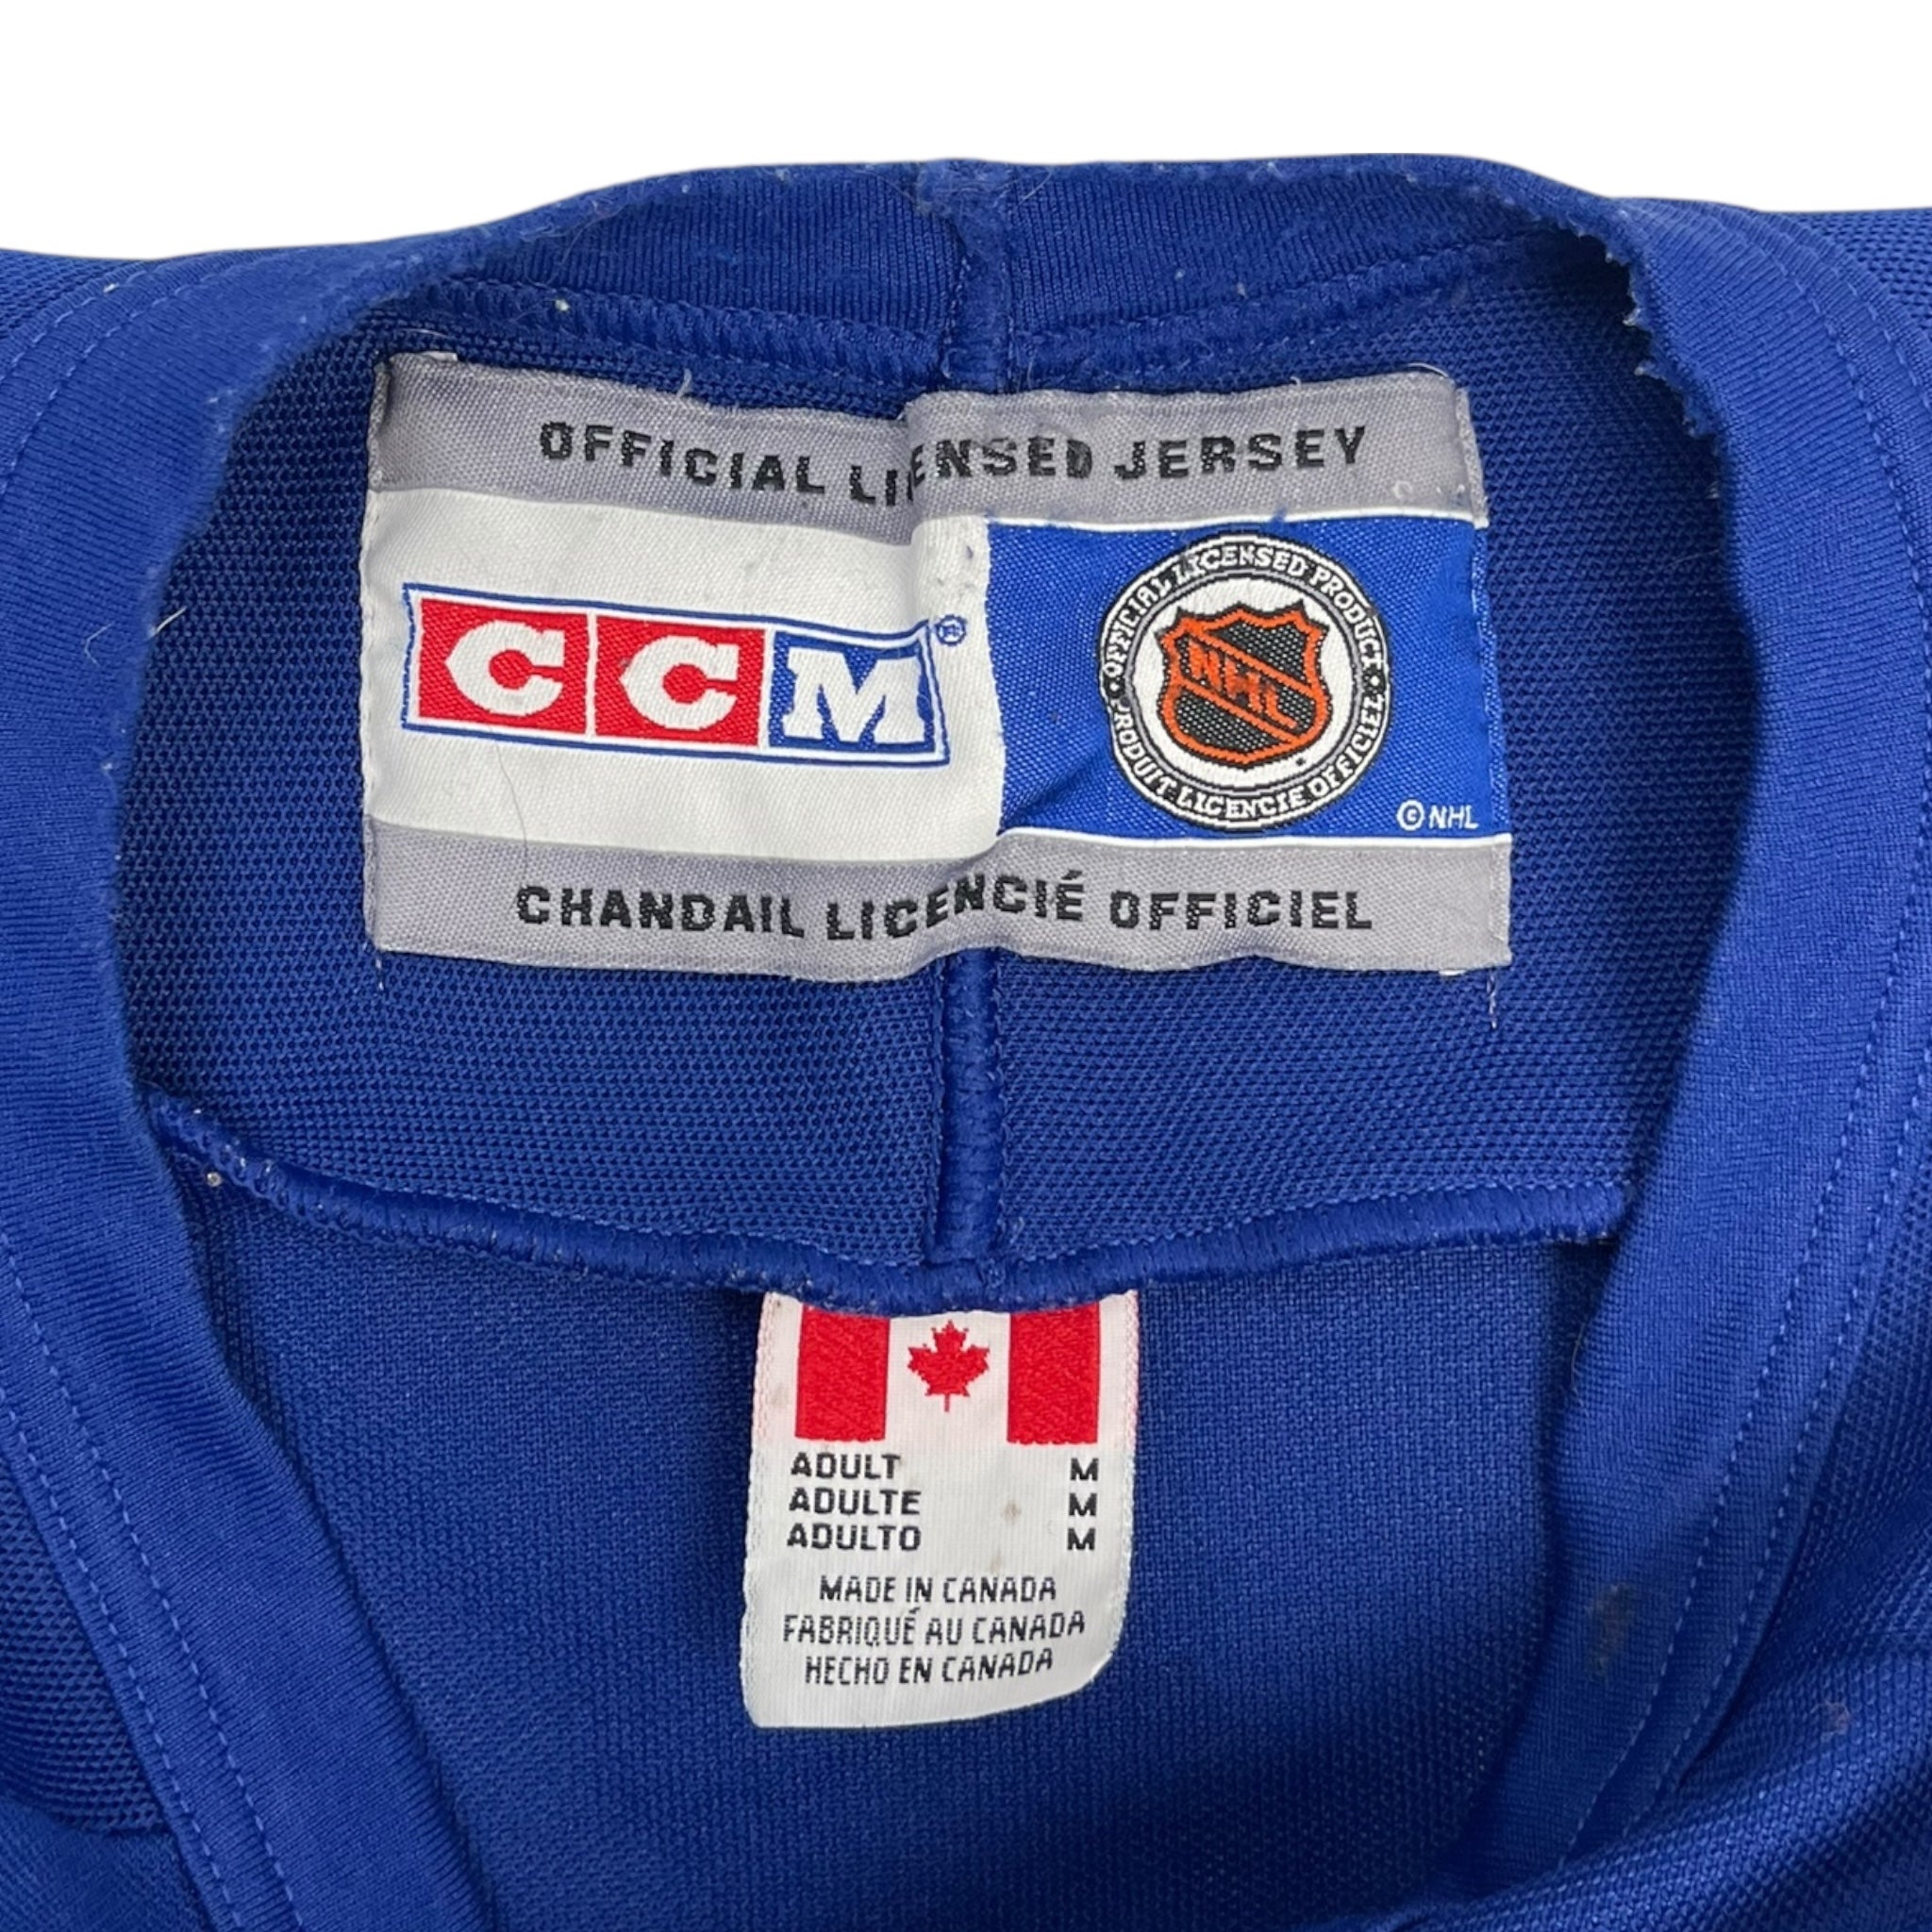 OFFICIAL LICENSED JERSEY
CCM®
OFFICIAL LICENSED PRODUCT
NHL
PRODUIT LICENCIE OFFICIEL
©NHL
CHANDAIL LICENCIÉ OFFICIEL
ADULT M
ADULTE M
ADULTO M
MADE IN CANADA
FABRIQUÉ AU CANADA
HECHO EN CANADA